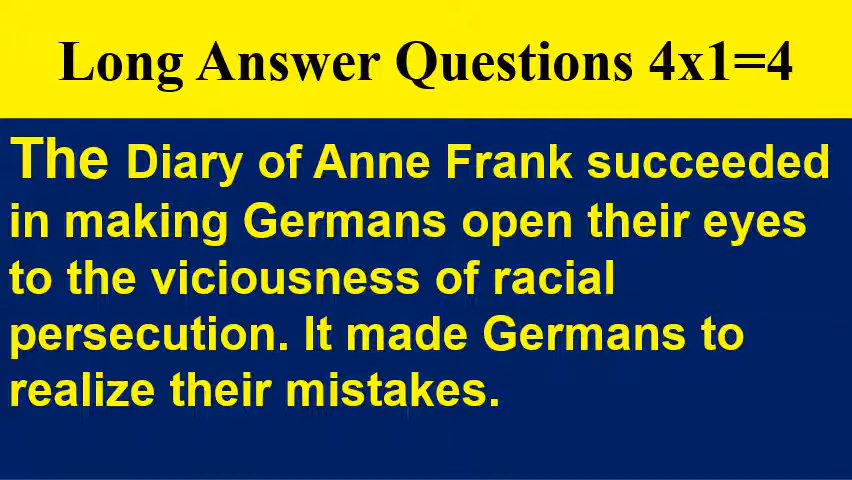 Long Answer Questions 4x1=4
The Diary of Anne Frank succeeded
in making Germans open their eyes
to the viciousness of racial
persecution. It made Germans to
realize their mistakes.